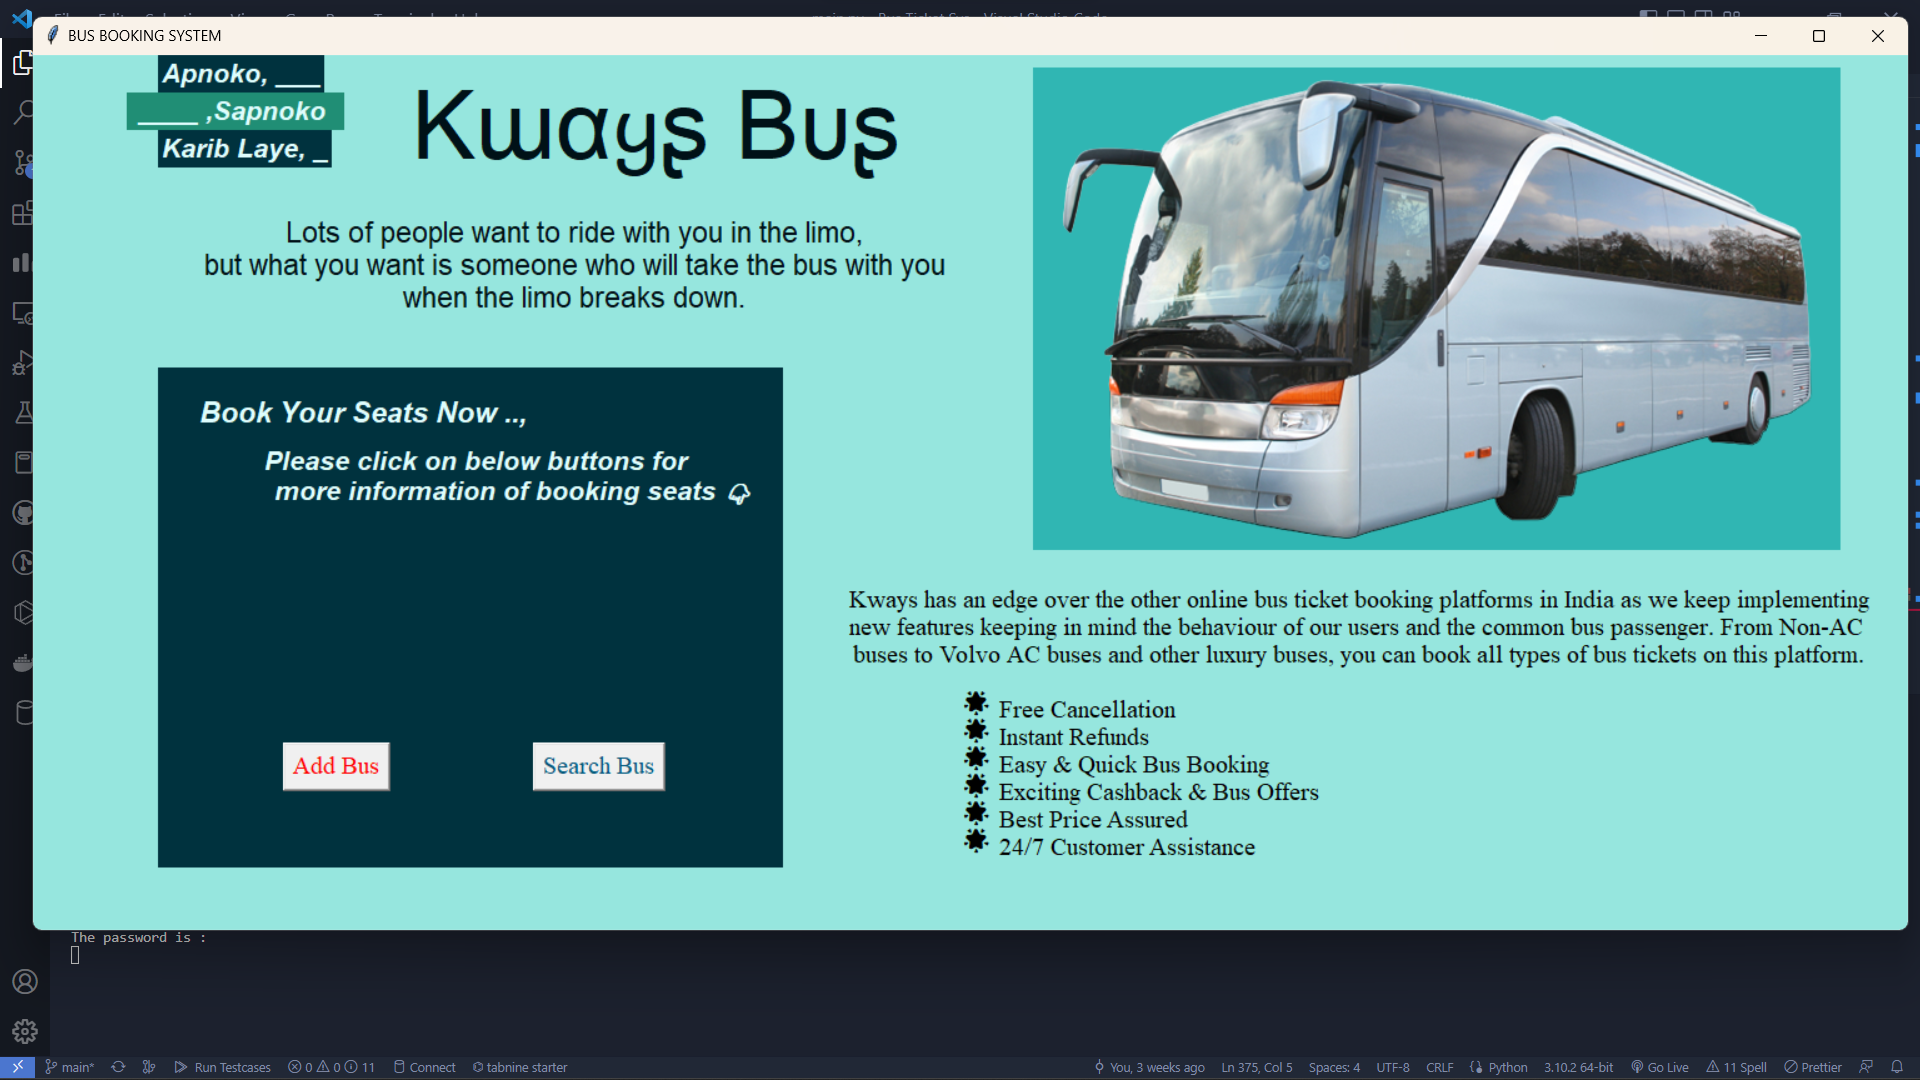 BUS BOOKING SYSTEM
Apnoko, ___
____ ,Sapnoko
Karib Laye, _
Kways Bus
Lots of people want to ride with you in the limo,
but what you want is someone who will take the bus with you
when the limo breaks down.
Book Your Seats Now ..,
Please click on below buttons for
more information of booking seats
Add Bus
Search Bus
Kways has an edge over the other online bus ticket booking platforms in India as we keep implementing
new features keeping in mind the behaviour of our users and the common bus passenger. From Non-AC
buses to Volvo AC buses and other luxury buses, you can book all types of bus tickets on this platform.
Free Cancellation
Instant Refunds
Easy & Quick Bus Booking
Exciting Cashback & Bus Offers
Best Price Assured
24/7 Customer Assistance
The password is :
main* Run Testcases 0 0 11 Connect tabnine starter You, 3 weeks ago Ln 375, Col 5 Spaces: 4 UTF-8 CRLF Python 3.10.2 64-bit Go Live 11 Spell Prettier